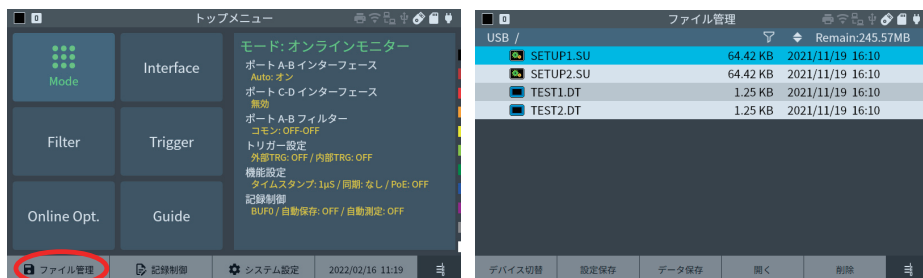 0
トップメニュー
Mode
Interface
Filter
Trigger
Online Opt.
Guide
モード: オンラインモニター
ポート A-B インターフェース
Auto: オン
ポート C-D インターフェース
無効
ポート A-B フィルター
コモン: OFF-OFF
トリガー設定
外部TRG: OFF / 内部TRG: OFF
機能設定
タイムスタンプ: 1μS / 同期: なし / PoE: OFF
記録制御
BUF0 / 自動保存: OFF / 自動測定: OFF
ファイル管理
記録制御
システム設定
2022/02/16 11:19
0
ファイル管理
USB /
Remain:245.57MB
SETUP1.SU 64.42 KB 2021/11/19 16:10
SETUP2.SU 64.42 KB 2021/11/19 16:10
TEST1.DT 1.25 KB 2021/11/19 16:10
TEST2.DT 1.25 KB 2021/11/19 16:10
デバイス切替
設定保存
データ保存
開く
削除